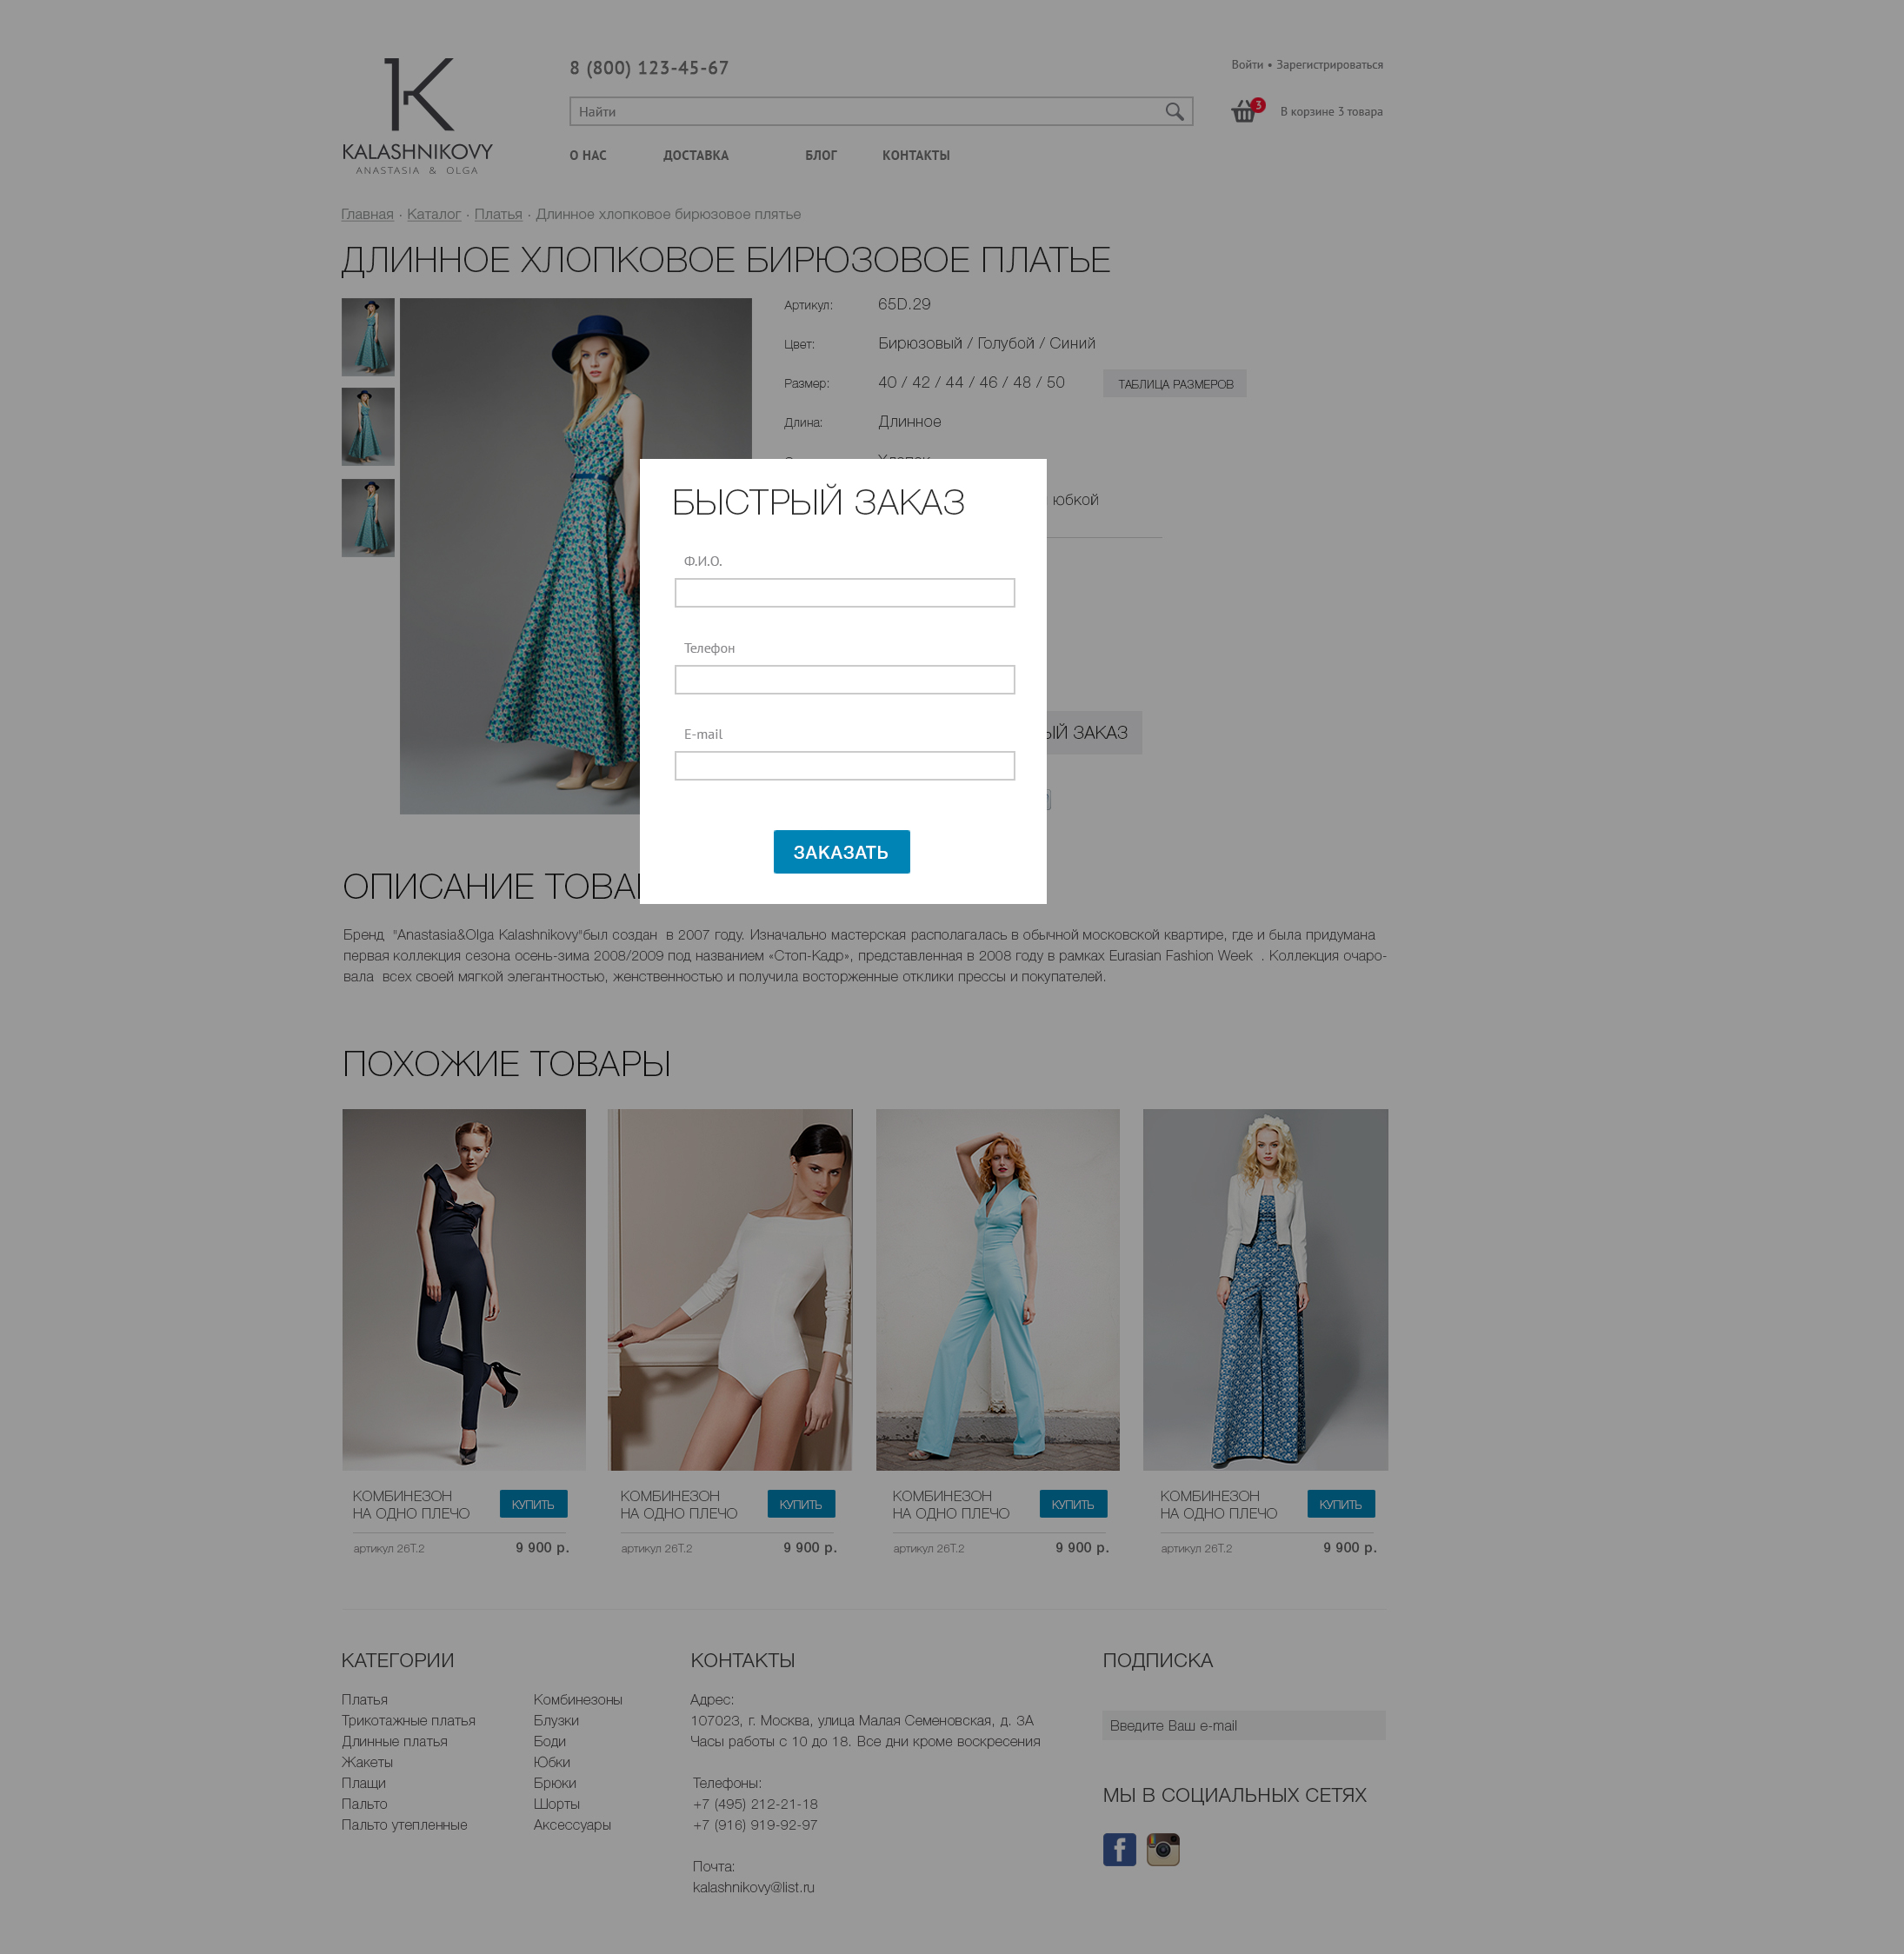 8 (800) 123-45-67
Войти • Зарегистрироваться
Найти
3
В корзине 3 товара
KALASHNIKOVY
ANASTASIA & OLGA
О НАС
ДОСТАВКА
БЛОГ
КОНТАКТЫ
Главная · Каталог · Платья · Длинное хлопковое бирюзовое плятье
ДЛИННОЕ ХЛОПКОВОЕ БИРЮЗОВОЕ ПЛАТЬЕ
Артикул: 65D.29
Цвет: Бирюзовый / Голубой / Синий
Размер: 40 / 42 / 44 / 46 / 48 / 50
ТАБЛИЦА РАЗМЕРОВ
Длина: Длинное
юбкой
БЫСТРЫЙ ЗАКАЗ
Ф.И.О.
Телефон
E-mail
ЗАКАЗАТЬ
ЫЙ ЗАКАЗ
ОПИСАНИЕ ТОВА
Бренд "Anastasia&Olga Kalashnikovy"был создан в 2007 году. Изначально мастерская располагалась в обычной московской квартире, где и была придумана
первая коллекция сезона осень-зима 2008/2009 под названием «Стоп-Кадр», представленная в 2008 году в рамках Eurasian Fashion Week . Коллекция очаро-
вала всех своей мягкой элегантностью, женственностью и получила восторженные отклики прессы и покупателей.
ПОХОЖИЕ ТОВАРЫ
КОМБИНЕЗОН
НА ОДНО ПЛЕЧО
КУПИТЬ
артикул 26T.2
9 900 р.
КОМБИНЕЗОН
НА ОДНО ПЛЕЧО
КУПИТЬ
артикул 26T.2
9 900 р.
КОМБИНЕЗОН
НА ОДНО ПЛЕЧО
КУПИТЬ
артикул 26T.2
9 900 р.
КОМБИНЕЗОН
НА ОДНО ПЛЕЧО
КУПИТЬ
артикул 26T.2
9 900 р.
КАТЕГОРИИ
Платья
Трикотажные платья
Длинные платья
Жакеты
Плащи
Пальто
Пальто утепленные
Комбинезоны
Блузки
Боди
Юбки
Брюки
Шорты
Аксессуары
КОНТАКТЫ
Адрес:
107023, г. Москва, улица Малая Семеновская, д. 3А
Часы работы с 10 до 18. Все дни кроме воскресения
Телефоны:
+7 (495) 212-21-18
+7 (916) 919-92-97
Почта:
kalashnikovy@list.ru
ПОДПИСКА
Введите Ваш e-mail
МЫ В СОЦИАЛЬНЫХ СЕТЯХ